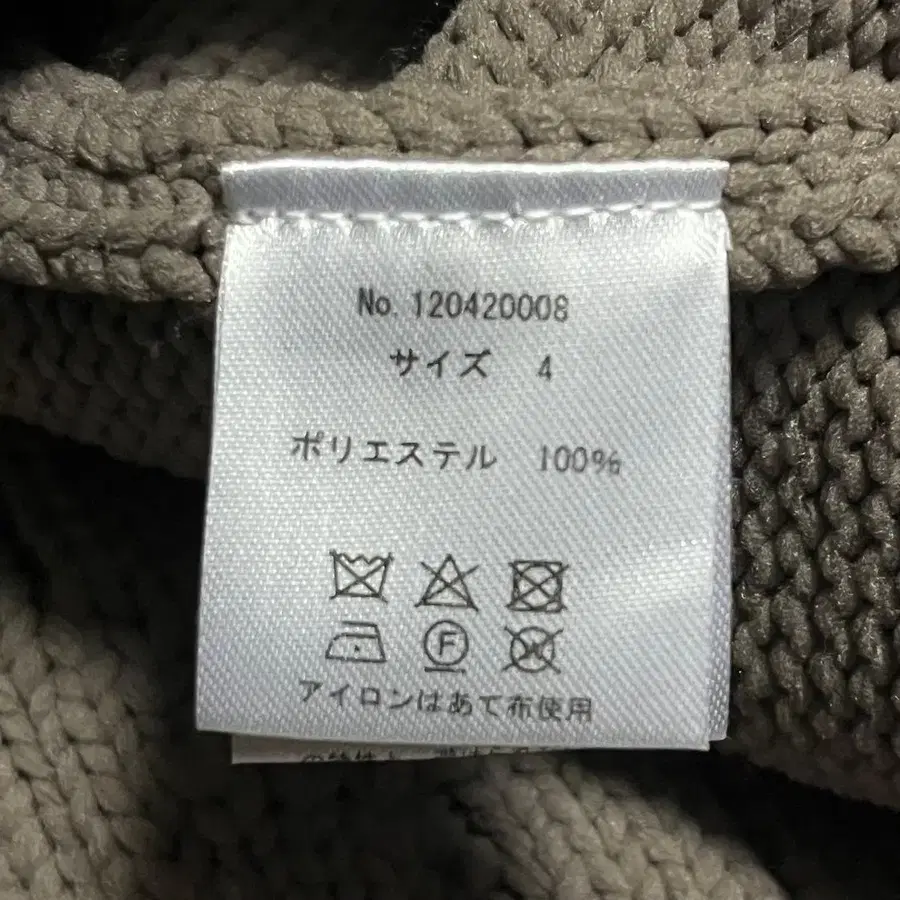 No. 120420008
サイズ 4
ポリエステル 100%
F
W
アイロンはあて布使用